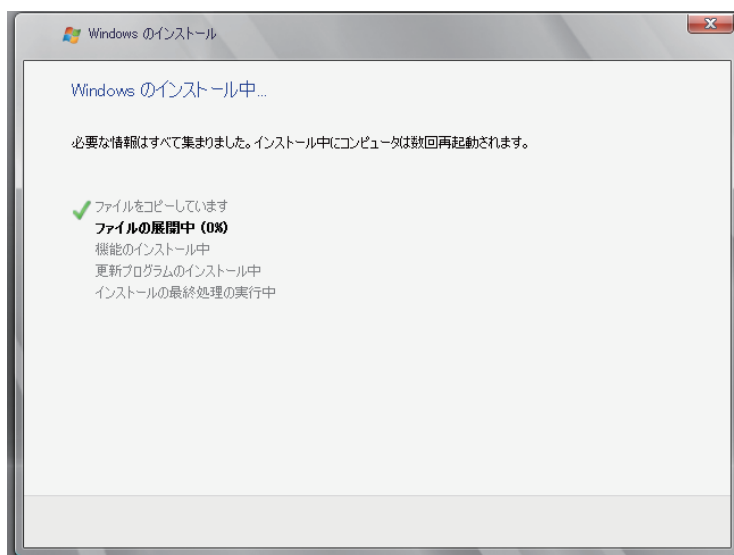 Windows のインストール
Windows のインストール中...
必要な情報はすべて集まりました。インストール中にコンピュータは数回再起動されます。
ファイルをコピーしています
ファイルの展開中 (0%)
機能のインストール中
更新プログラムのインストール中
インストールの最終処理の実行中